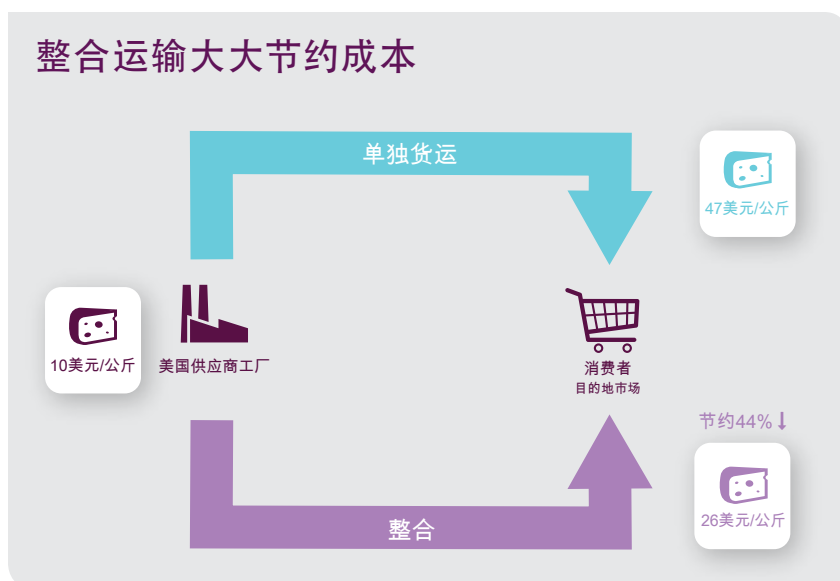 整合运输大大节约成本
单独货运
47美元/公斤
10美元/公斤
美国供应商工厂
消费者
目的地市场
节约44%
26美元/公斤
整合